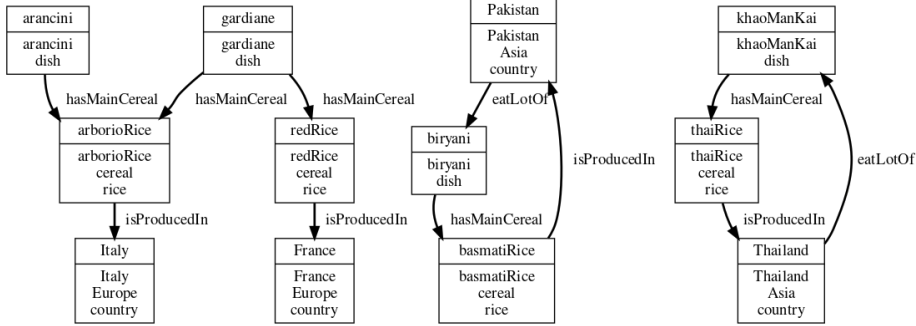 arancini
arancini
dish
gardiane
gardiane
dish
Pakistan
Pakistan
Asia
country
khaoManKai
khaoManKai
dish
hasMainCereal
hasMainCereal
hasMainCereal
eatLotOf
hasMainCereal
arborioRice
arborioRice
cereal
rice
redRice
redRice
cereal
rice
biryani
biryani
dish
isProducedIn
thaiRice
thaiRice
cereal
rice
eatLotOf
isProducedIn
isProducedIn
hasMainCereal
isProducedIn
Italy
Italy
Europe
country
France
France
Europe
country
basmatiRice
basmatiRice
cereal
rice
Thailand
Thailand
Asia
country